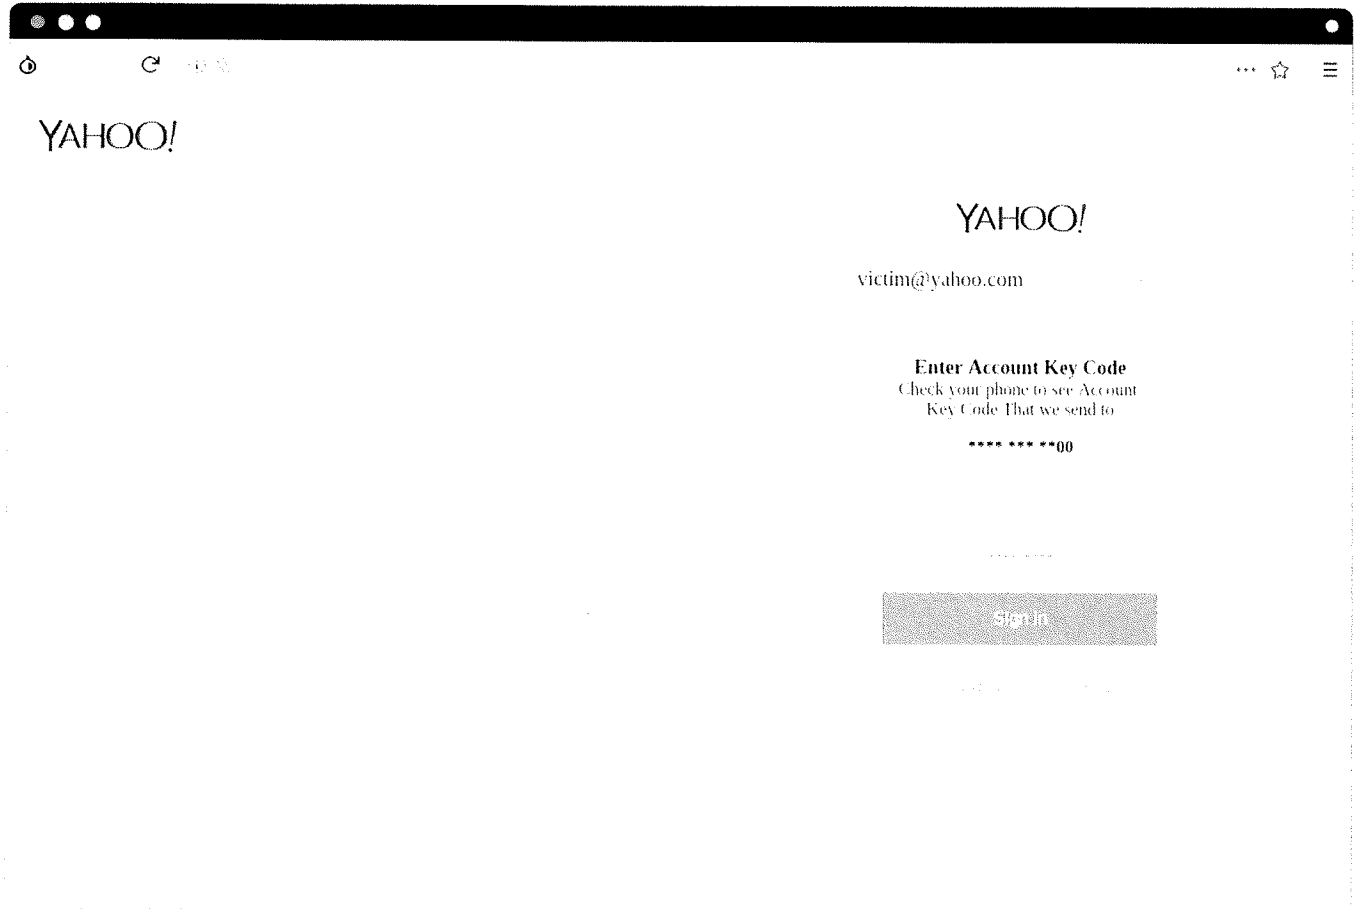 YAHOO!
YAHOO!
victim@yahoo.com
Enter Account Key Code
Check your phone to see Account
Key Code That we send to
**** *** **00
Sign in